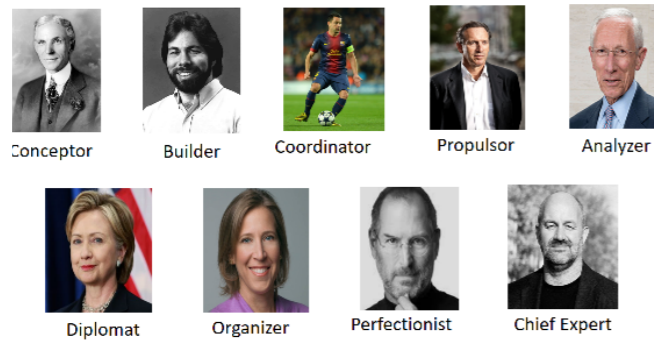 Conceptor
Builder
Coordinator
Propulsor
Analyzer
Diplomat
Organizer
Perfectionist
Chief Expert